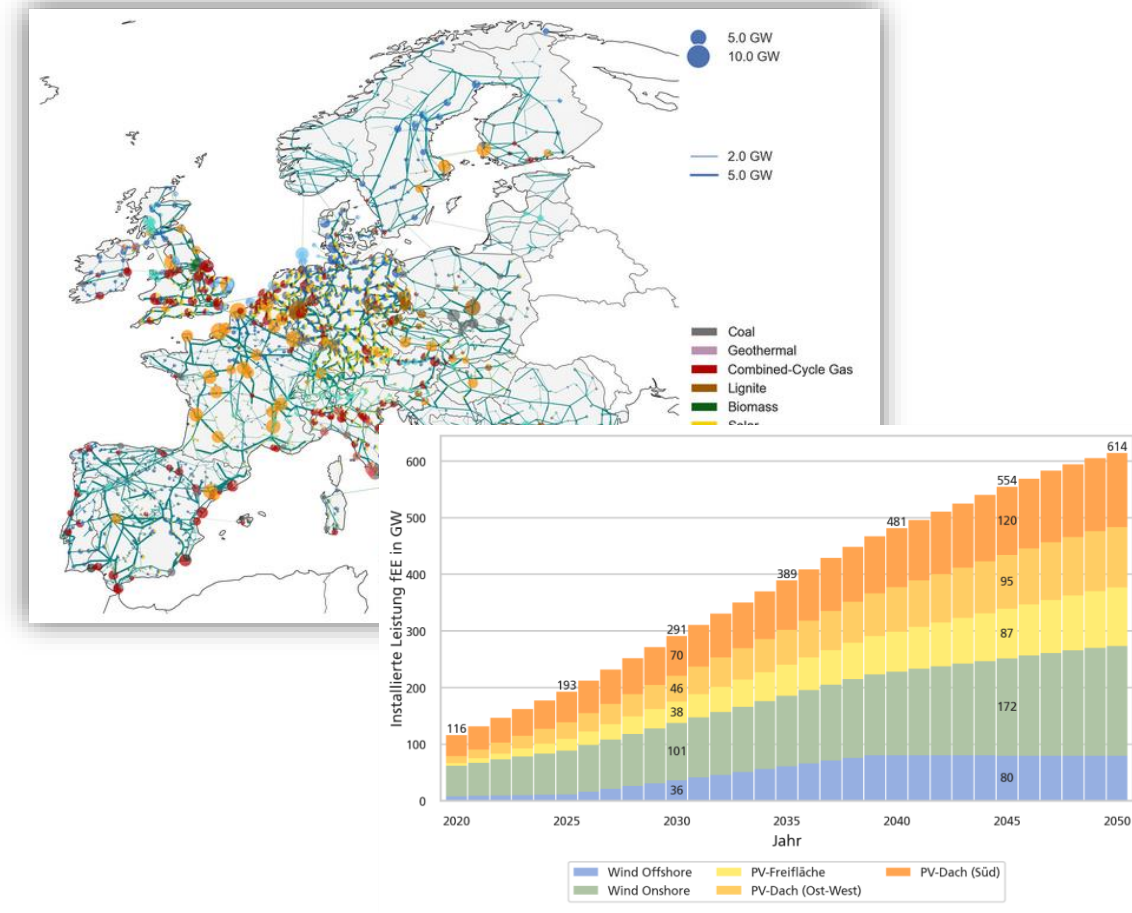 5.0 GW
10.0 GW
2.0 GW
5.0 GW
Coal
Geothermal
Combined-Cycle Gas
Lignite
Biomass
Solar
Installierte Leistung fEE in GW
600
500
400
300
200
100
0
116
193
291
70
46
38
101
36
389
481
554
120
95
87
172
80
614
2020
2025
2030
2035
2040
2045
2050
Jahr
Wind Offshore
PV-Freifläche
PV-Dach (Süd)
Wind Onshore
PV-Dach (Ost-West)